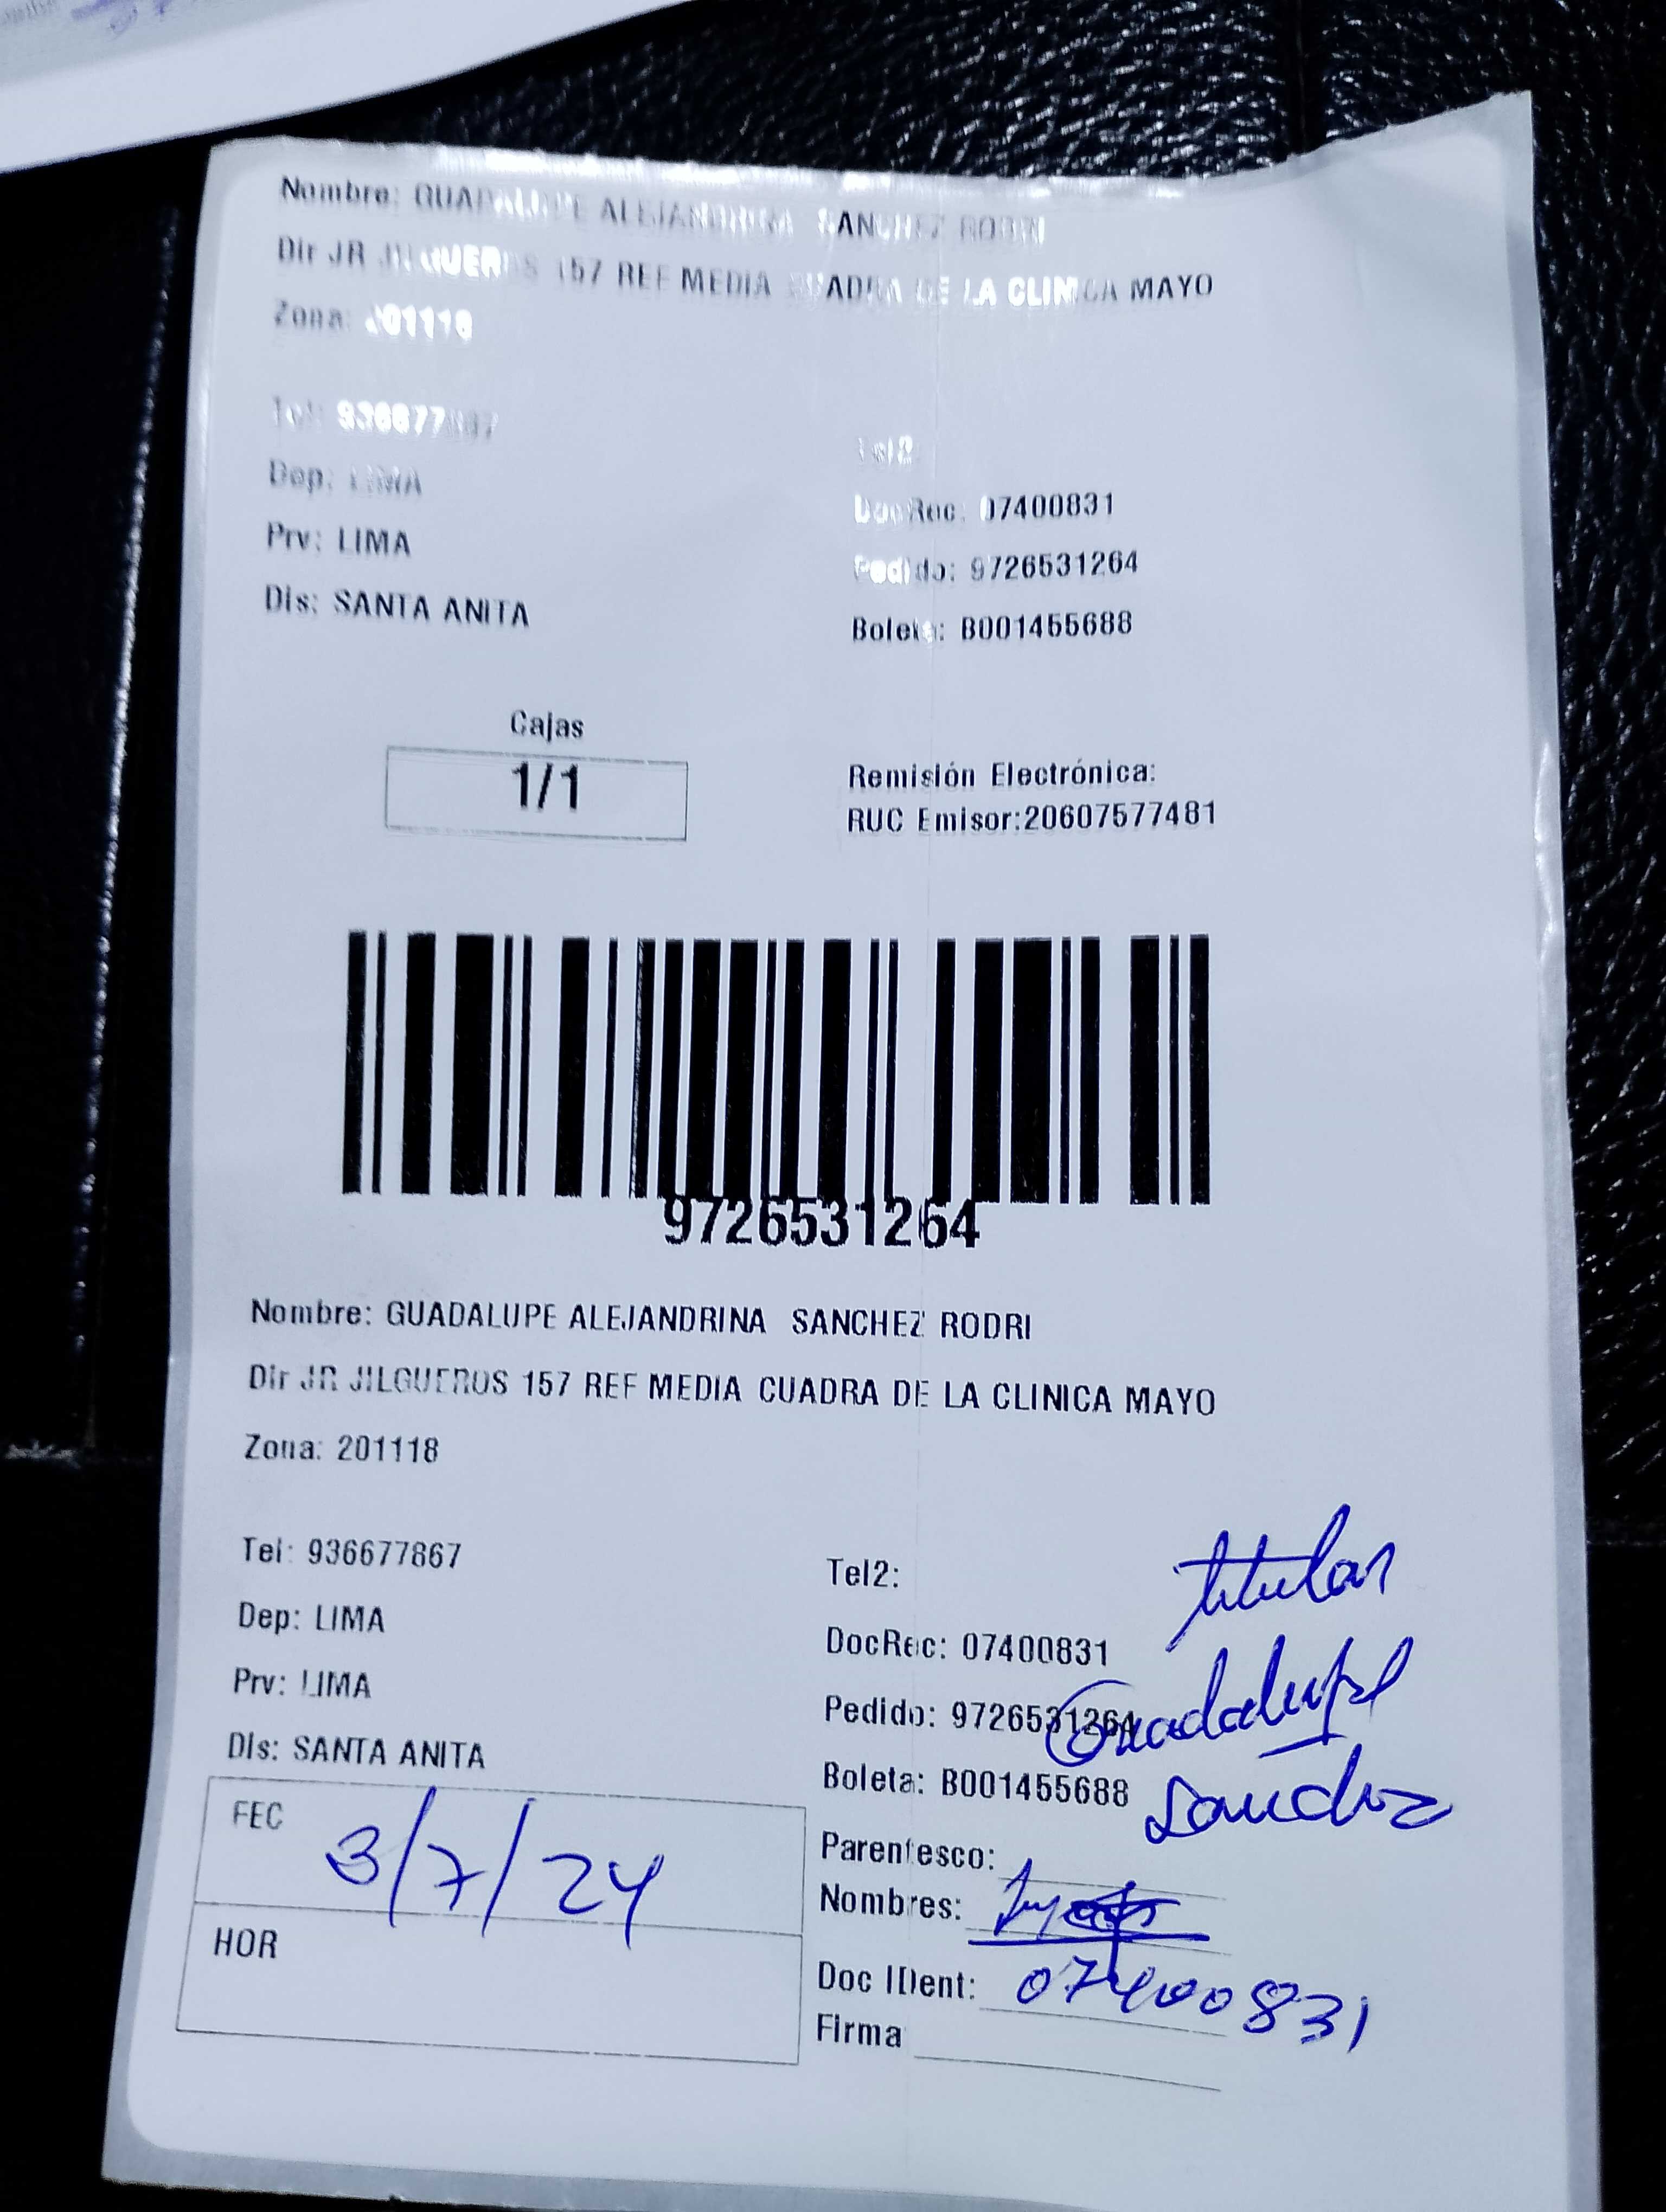 Nombre: GUADALUPE ALEJANDRINA SANCHEZ RODRI
Dir JR JILGUEROS 157 REF MEDIA CUADRA DE LA CLINICA MAYO
Zona: 201118
Tel: 936677867
Tel2
Dep: LIMA
DocRec: 07400831
Prv: LIMA
Pedido: 9726531264
Dis: SANTA ANITA
Boleta: B001455688
Cajas
1/1
Remisión Electrónica:
RUC Emisor:20607577481
9726531264
Nombre: GUADALUPE ALEJANDRINA SANCHEZ RODRI
Dir JR JILGUEROS 157 REF MEDIA CUADRA DE LA CLINICA MAYO
Zona: 201118
Tel: 936677867
Tel2:
titular
Dep: LIMA
DocRec: 07400831
Prv: LIMA
Pedido: 9726531264
Guadalupe
Dis: SANTA ANITA
Boleta: B001455688
Sanchez
FEC 3/7/24
Parentesco:
Nombres:
HOR
Doc IDent: 07400831
Firma